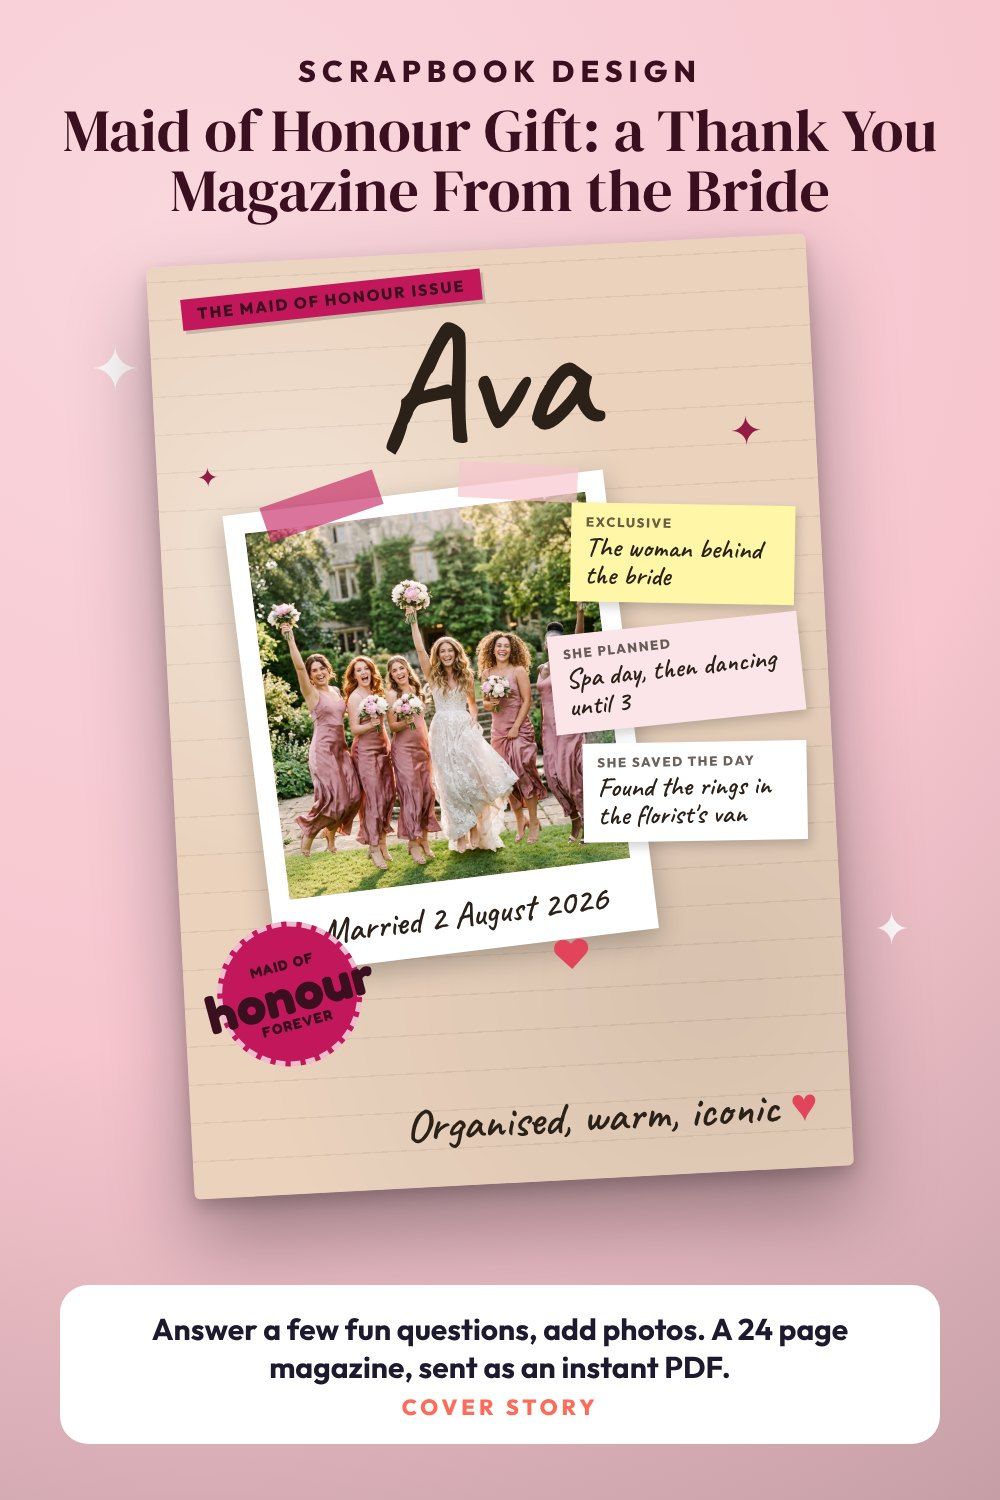 SCRAPBOOK DESIGN
Maid of Honour Gift: a Thank You
Magazine From the Bride
THE MAID OF HONOUR ISSUE
Ava
EXCLUSIVE
The woman behind
the bride
SHE PLANNED
Spa day, then dancing
until 3
SHE SAVED THE DAY
Found the rings in
the florist's van
Married 2 August 2026
MAID OF
honour
FOREVER
Organised, warm, iconic
Answer a few fun questions, add photos. A 24 page
magazine, sent as an instant PDF.
COVER STORY